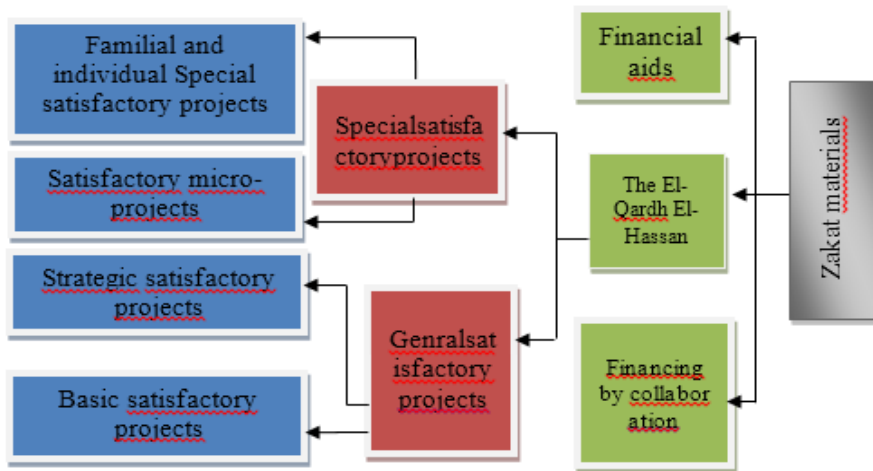 Familial and
individual Special
satisfactory projects
Satisfactory micro-
projects
Strategic satisfactory
projects
Basic satisfactory
projects
Specialsatisfa
ctoryprojects
Genralsat
isfactory
projects
Financial
aids
The El-
Qardh El-
Hassan
Financing
by collabor
ation
Zakat materials